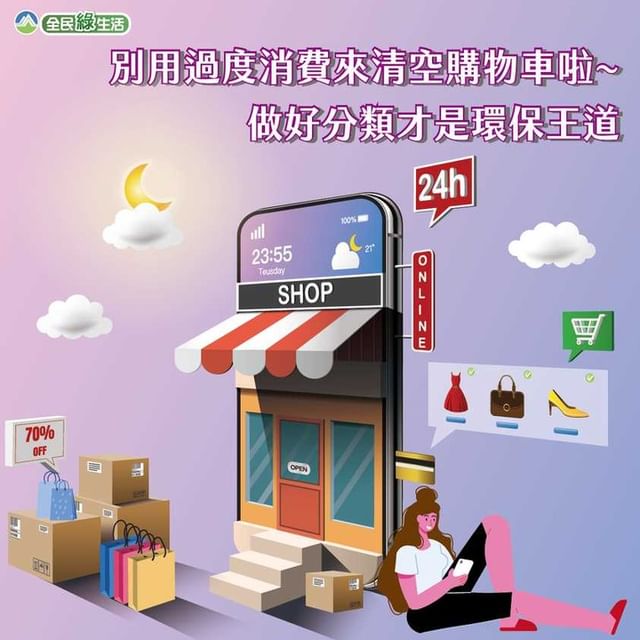 全民綠生活
別用過度消費來清空購物車啦~
做好分類才是環保王道
24h
100%
23:55
21°
Teusday
SHOP
ONLINE
70%
OFF
OPEN